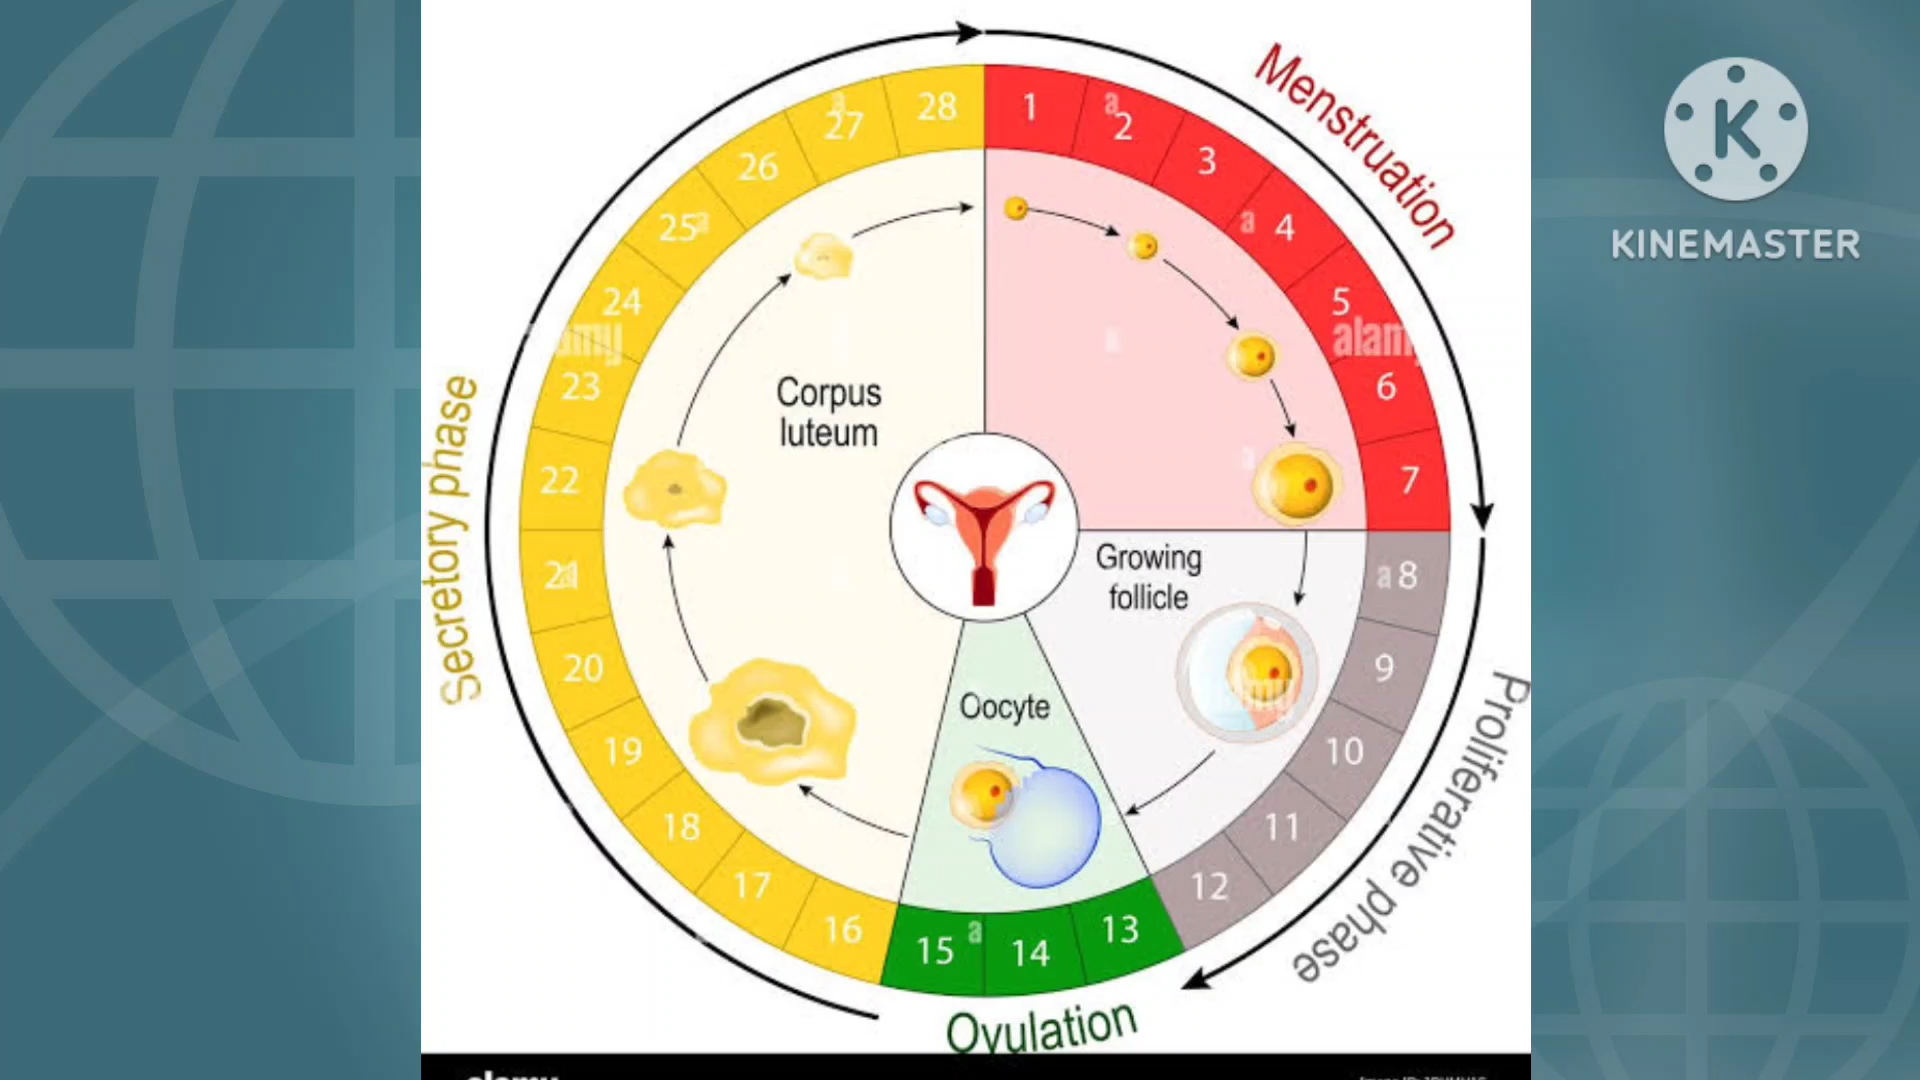 Menstruation
28
1
2
3
4
5
6
7
8
9
10
11
12
13
14
15
16
17
18
19
20
22
23
24
25
26
27
Corpus
luteum
Growing
follicle
Oocyte
Secretory phase
Proliferative phase
Ovulation
K
KINEMASTER
a
alamy